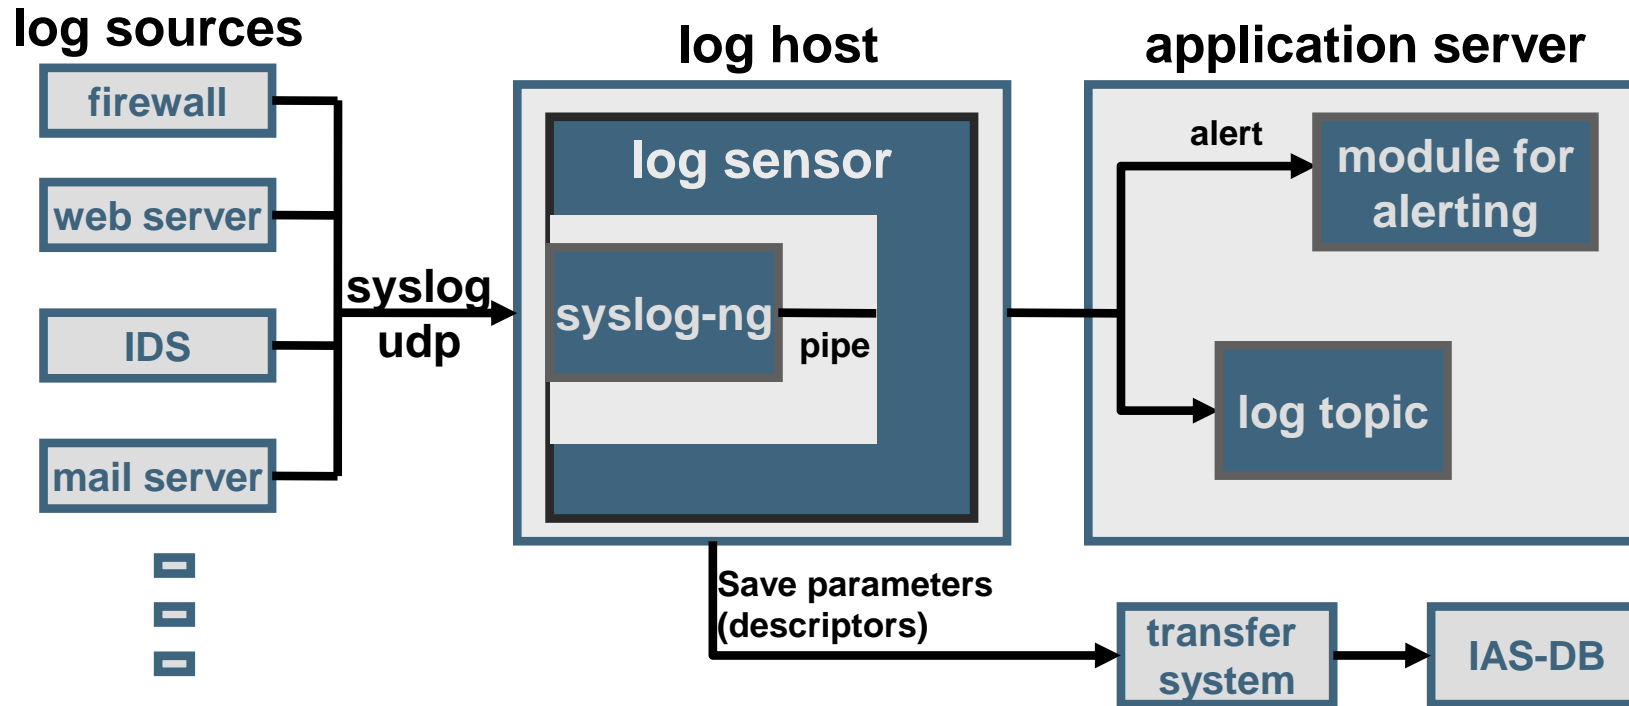 log sources
firewall
web server
IDS
mail server
syslog
udp
log host
log sensor
syslog-ng
pipe
application server
alert
module for
alerting
log topic
Save parameters
(descriptors)
transfer
system
IAS-DB